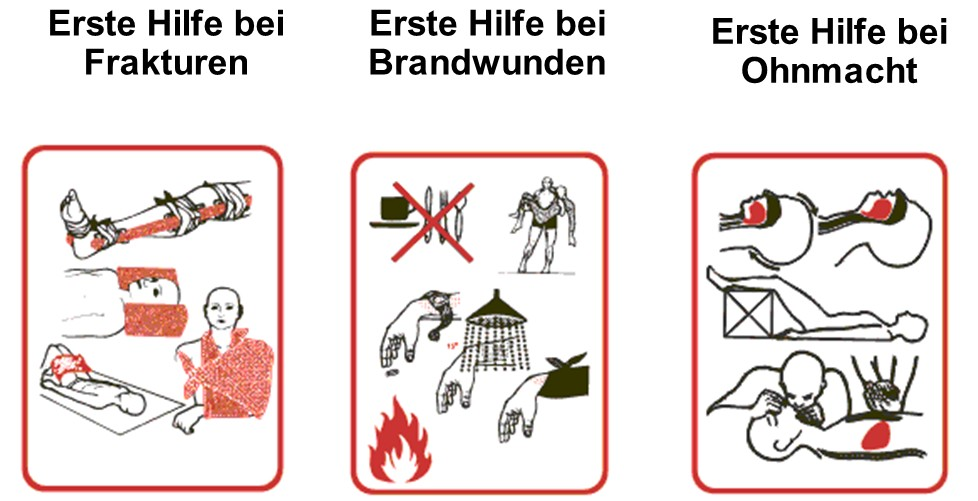 Erste Hilfe bei
Frakturen
Erste Hilfe bei
Brandwunden
Erste Hilfe bei
Ohnmacht